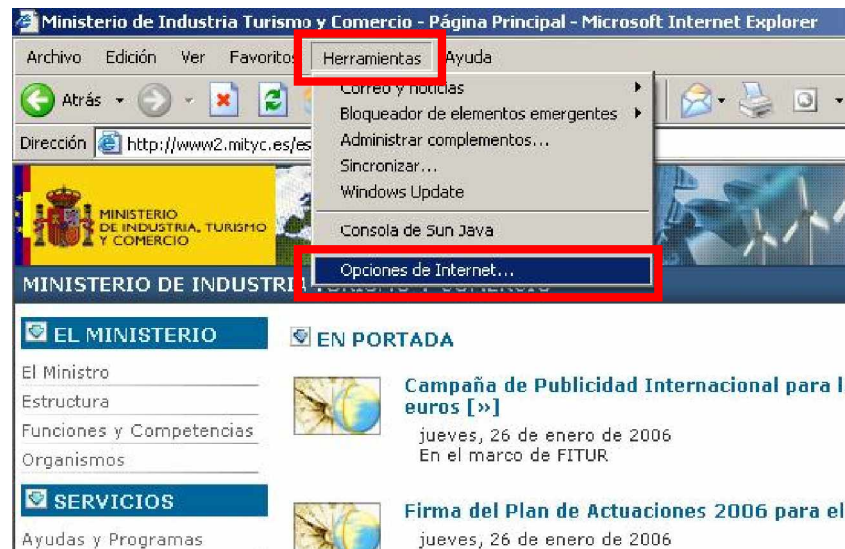 Ministerio de Industria Turismo y Comercio - Página Principal - Microsoft Internet Explorer
Archivo Edición Ver Favoritos Herramientas Ayuda
Atrás
Correo y noticias
Bloqueador de elementos emergentes
Dirección http://www2.mityc.es/es
Administrar complementos...
Sincronizar...
Windows Update
Consola de Sun Java
Opciones de Internet...
MINISTERIO
DE INDUSTRIA, TURISMO
Y COMERCIO
MINISTERIO DE INDUSTRIA TURISMO Y COMERCIO
EL MINISTERIO
El Ministro
Estructura
Funciones y Competencias
Organismos
SERVICIOS
Ayudas y Programas
EN PORTADA
Campaña de Publicidad Internacional para l
euros [»]
jueves, 26 de enero de 2006
En el marco de FITUR
Firma del Plan de Actuaciones 2006 para el
jueves, 26 de enero de 2006